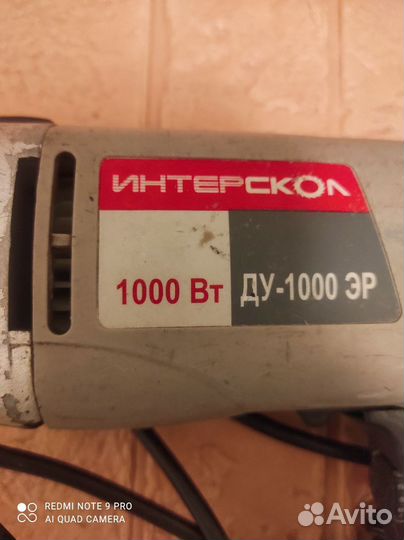 ИНТЕРСКОЛ
1000 Вт
ДУ-1000 ЭР
REDMI NOTE 9 PRO
AI QUAD CAMERA
Avito